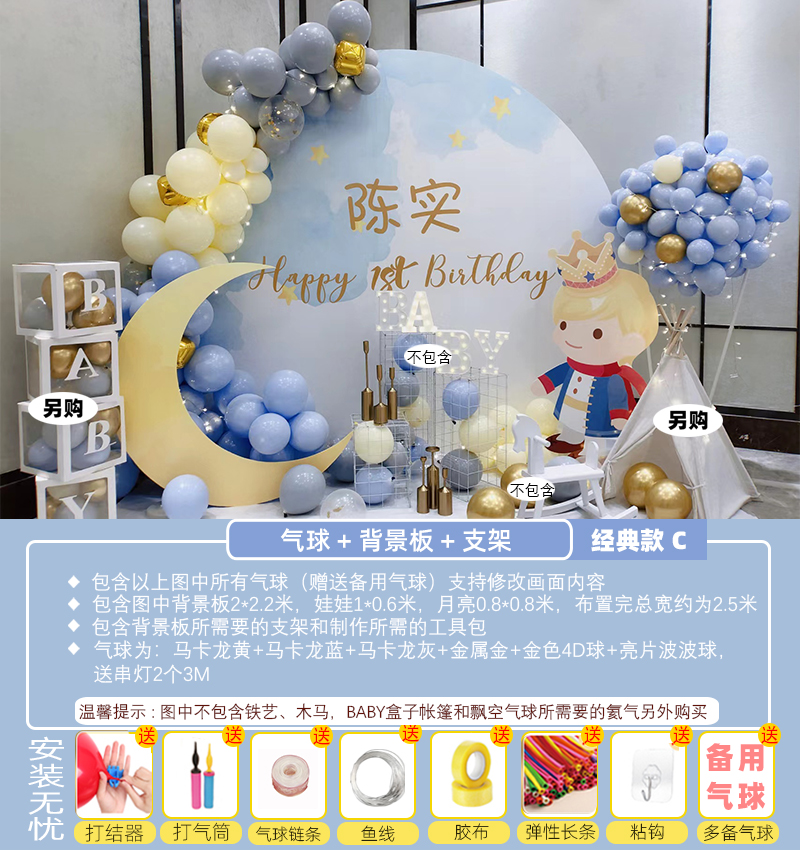 陈实
Happy 1st Birthday
BA
BY
不包含
B
A
B
Y
另购
另购
不包含
气球 + 背景板 + 支架
经典款 C
◆ 包含以上图中所有气球（赠送备用气球）支持修改画面内容
◆ 包含图中背景板2*2.2米，娃娃1*0.6米，月亮0.8*0.8米，布置完总宽约为2.5米
◆ 包含背景板所需要的支架和制作所需的工具包
◆ 气球为：马卡龙黄+马卡龙蓝+马卡龙灰+金属金+金色4D球+亮片波波球，
送串灯2个3M
温馨提示：图中不包含铁艺、木马，BABY盒子帐篷和飘空气球所需要的氦气另外购买
安装无忧
送
送
送
送
送
送
送
送
备用
气球
打结器
打气筒
气球链条
鱼线
胶布
弹性长条
粘钩
多备气球